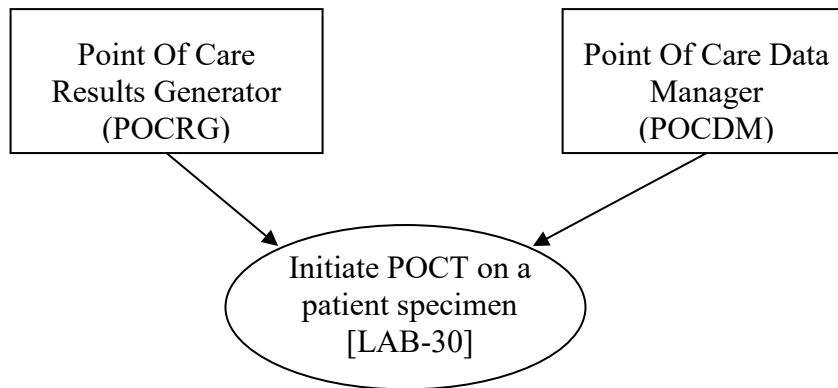 Point Of Care
Results Generator
(POCRG)
Point Of Care Data
Manager
(POCDM)
Initiate POCT on a
patient specimen
[LAB-30]